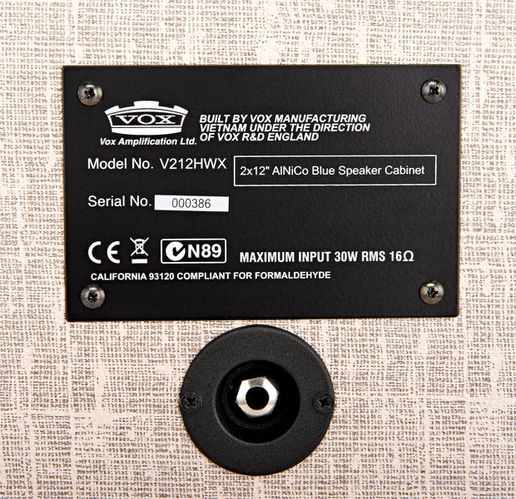 VOX
Vox Amplification Ltd.
BUILT BY VOX MANUFACTURING
VIETNAM UNDER THE DIRECTION
OF VOX R&D ENGLAND
Model No. V212HWX
2x12" AlNiCo Blue Speaker Cabinet
Serial No. 000386
CE N89 MAXIMUM INPUT 30W RMS 16Ω
CALIFORNIA 93120 COMPLIANT FOR FORMALDEHYDE